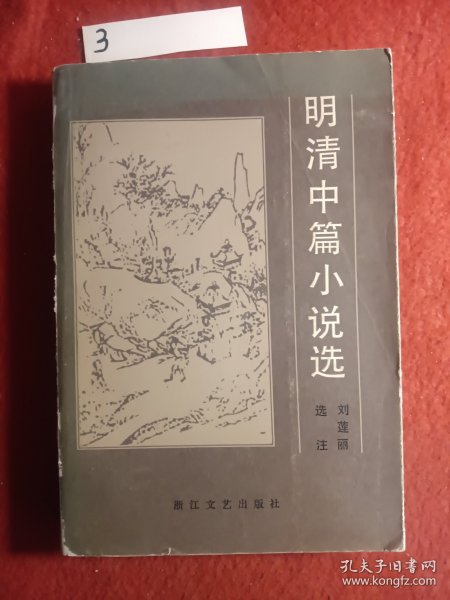 3
明清中篇小说选
刘莲丽
选注
浙江文艺出版社
孔夫子旧书网
www.kongfz.com